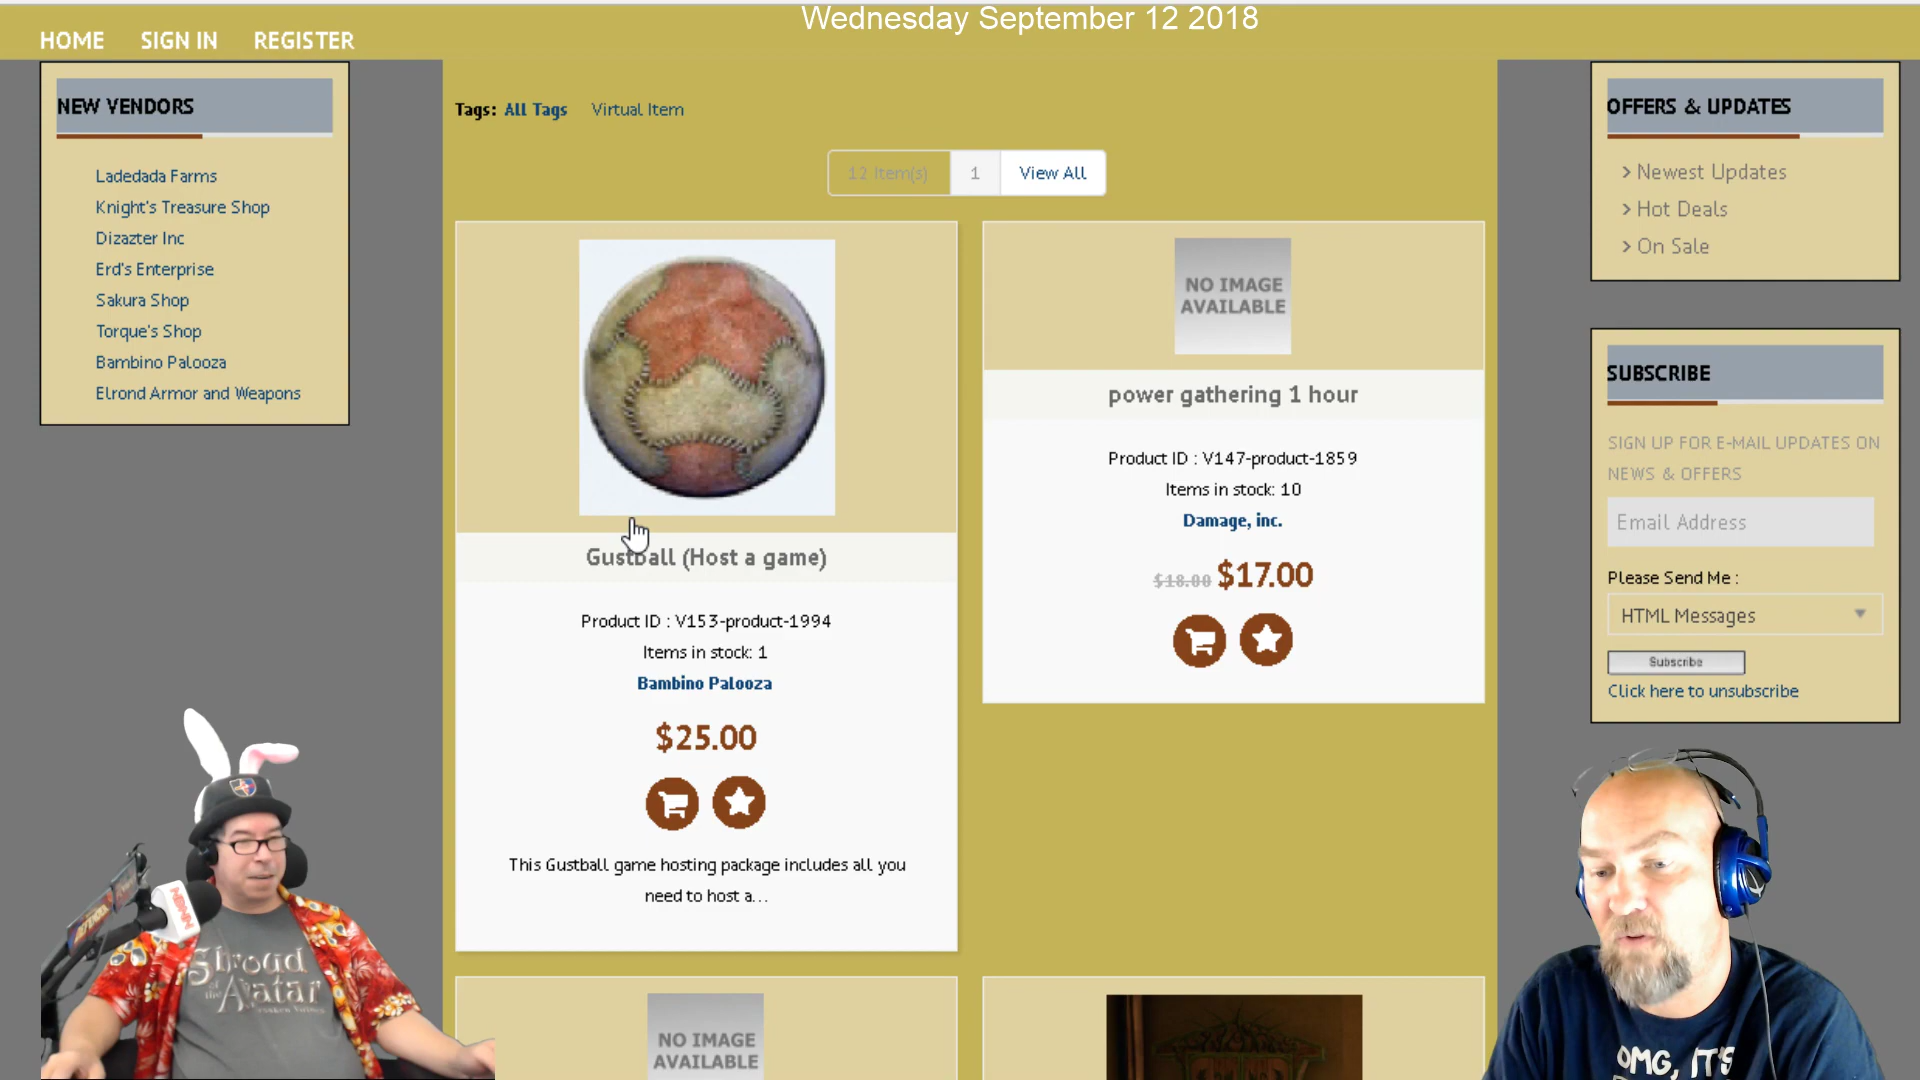 Wednesday September 12 2018
HOME SIGN IN REGISTER
NEW VENDORS
Ladedada Farms
Knight's Treasure Shop
Dizazter Inc
Erd's Enterprise
Sakura Shop
Torque's Shop
Bambino Palooza
Elrond Armor and Weapons
Tags: All Tags Virtual Item
12 Item(s) 1 View All
Gustball (Host a game)
Product ID : V153-product-1994
Items in stock: 1
Bambino Palooza
$25.00
This Gustball game hosting package includes all you
need to host a...
NO IMAGE
AVAILABLE
NO IMAGE
AVAILABLE
power gathering 1 hour
Product ID : V147-product-1859
Items in stock: 10
Damage, inc.
$18.00 $17.00
OFFERS & UPDATES
> Newest Updates
> Hot Deals
> On Sale
SUBSCRIBE
SIGN UP FOR E-MAIL UPDATES ON
NEWS & OFFERS
Email Address
Please Send Me :
HTML Messages
Subscribe
Click here to unsubscribe
Shroud
of the Avatar
OMG, IT'S